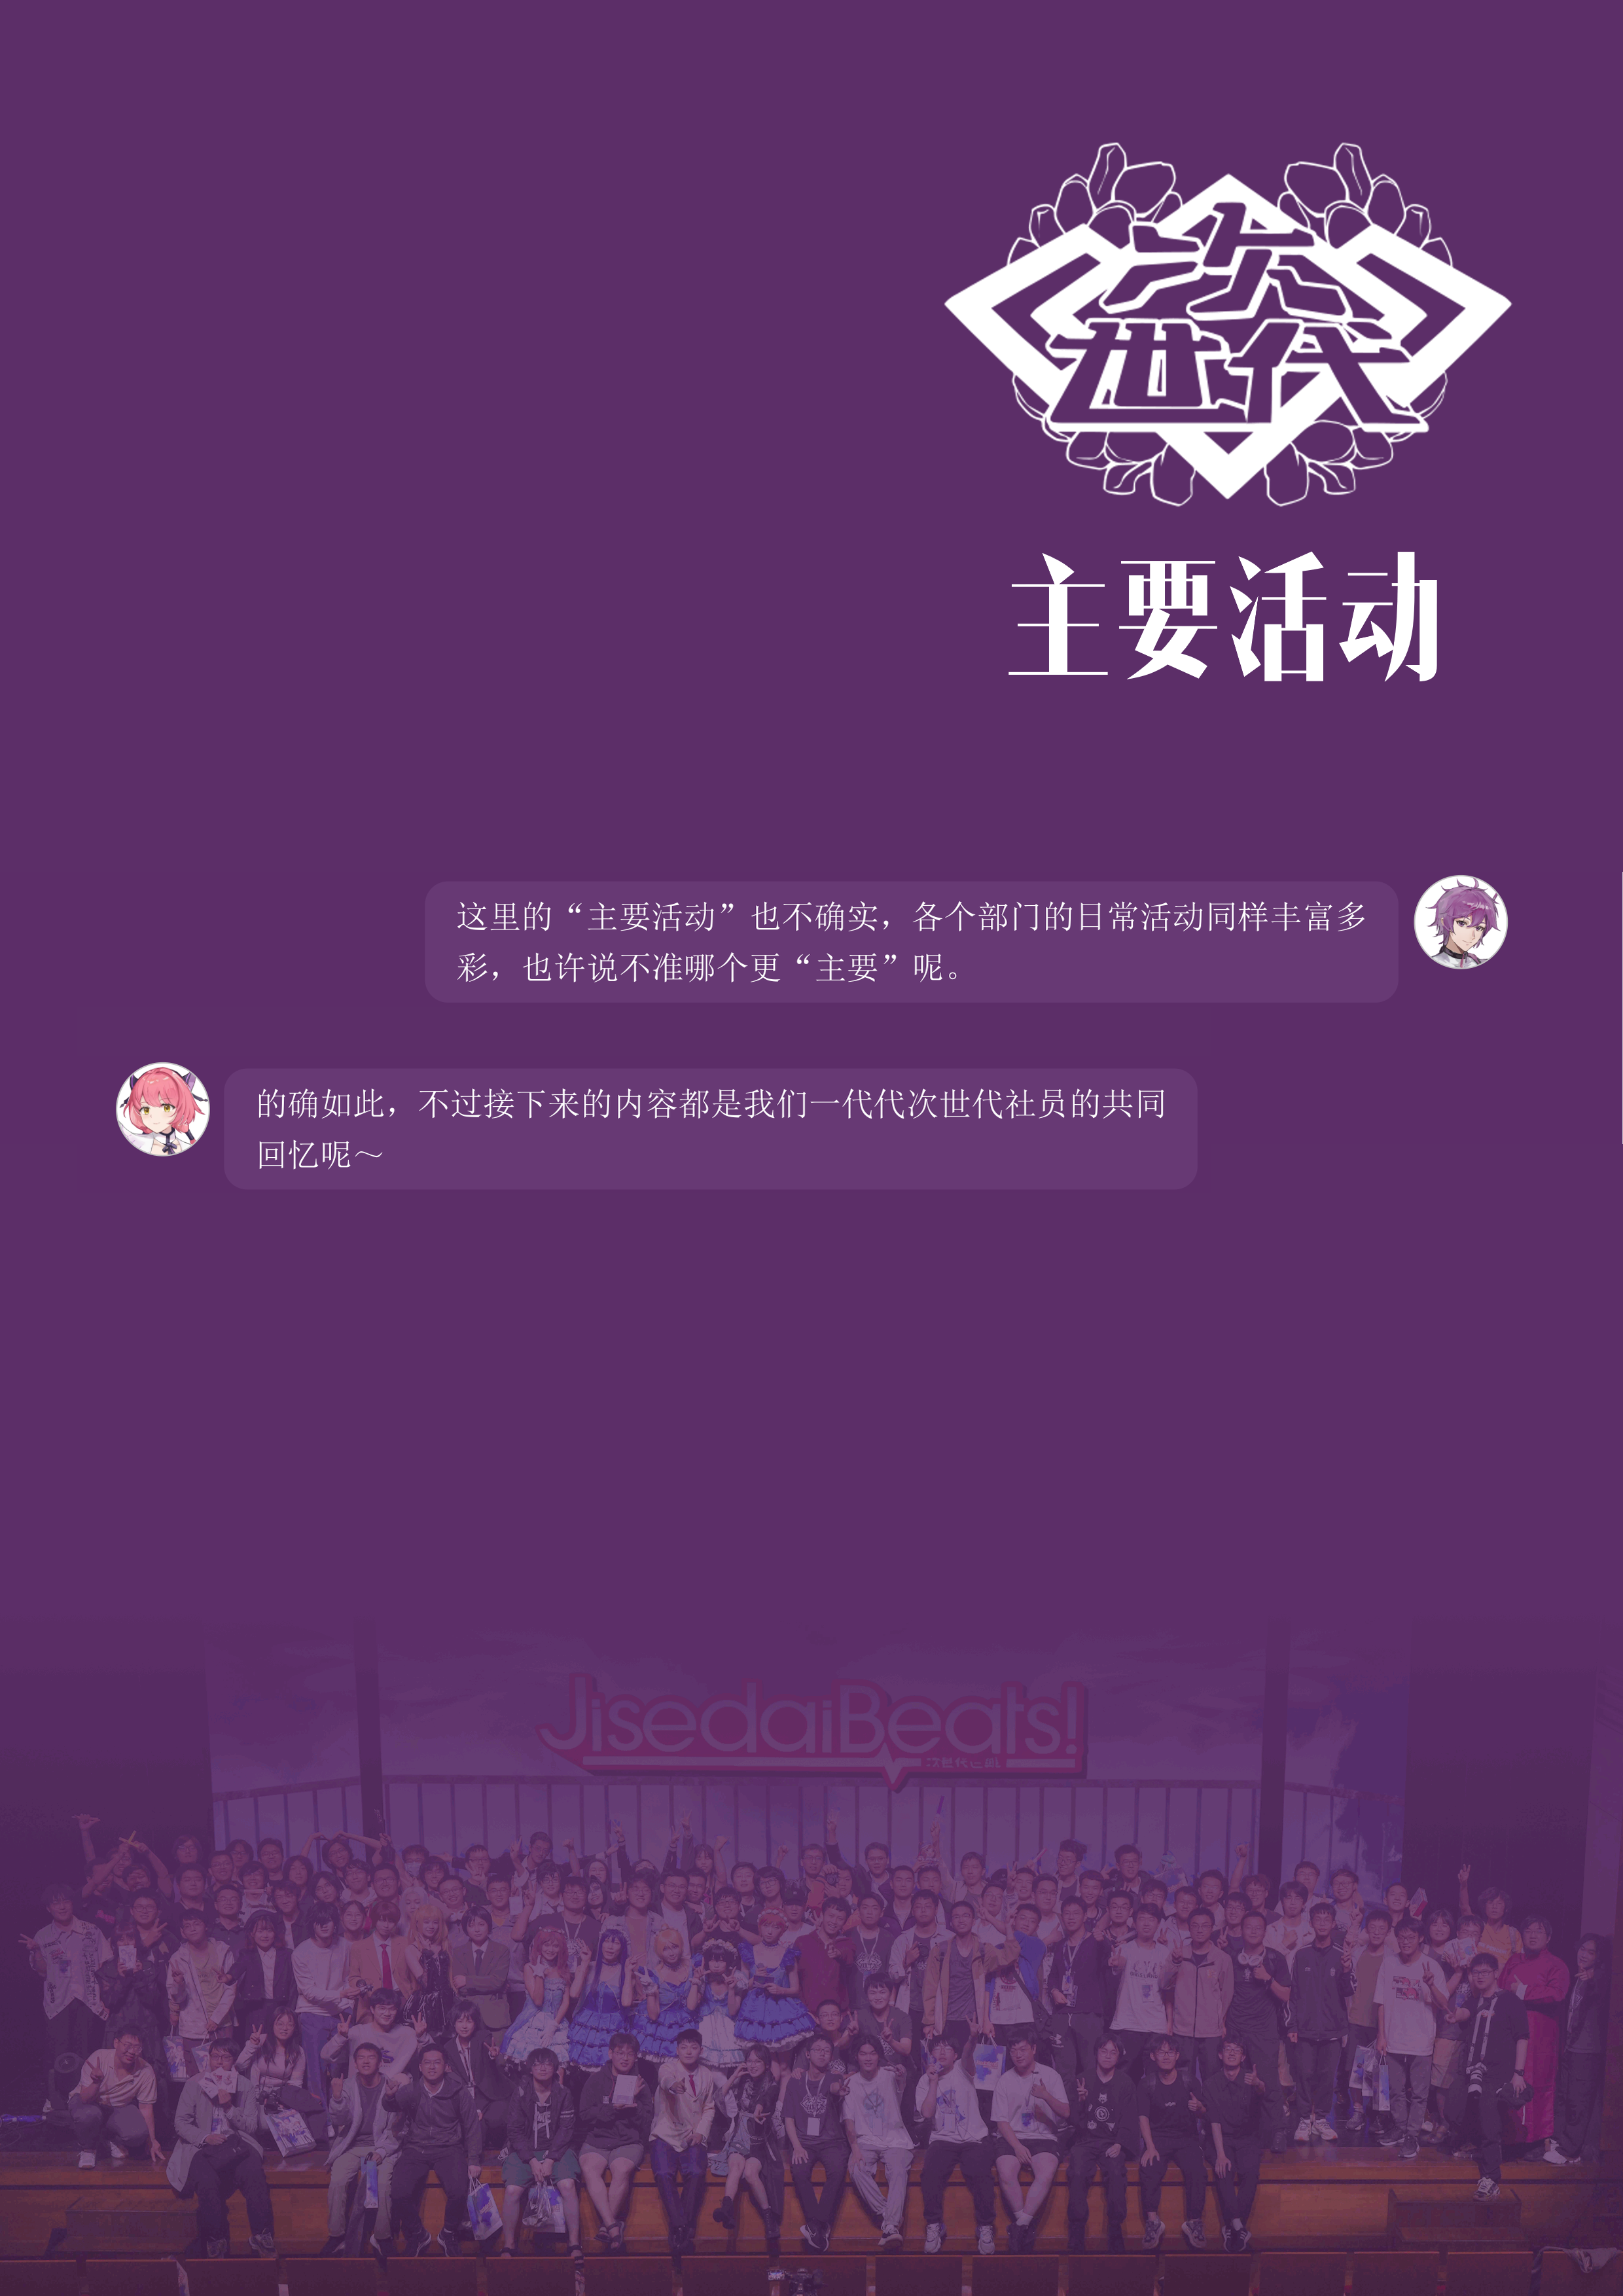 次
世代
主要活动
这里的“主要活动”也不确实，各个部门的日常活动同样丰富多
彩，也许说不准哪个更“主要”呢。
的确如此，不过接下来的内容都是我们一代代次世代社员的共同
回忆呢～
JisedaiBeats!